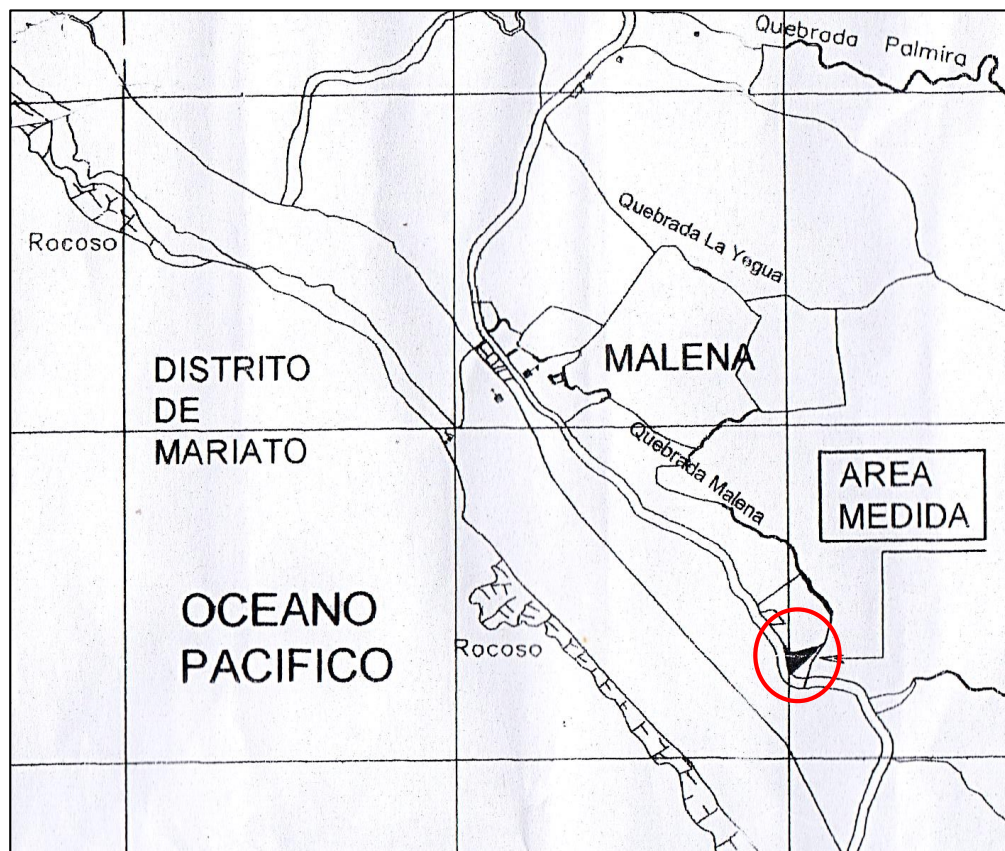 Quebrada Palmira
Quebrada La Yegua
Rocoso
DISTRITO
DE
MARIATO
MALENA
Quebrada Malena
AREA
MEDIDA
OCEANO
PACIFICO
Rocoso